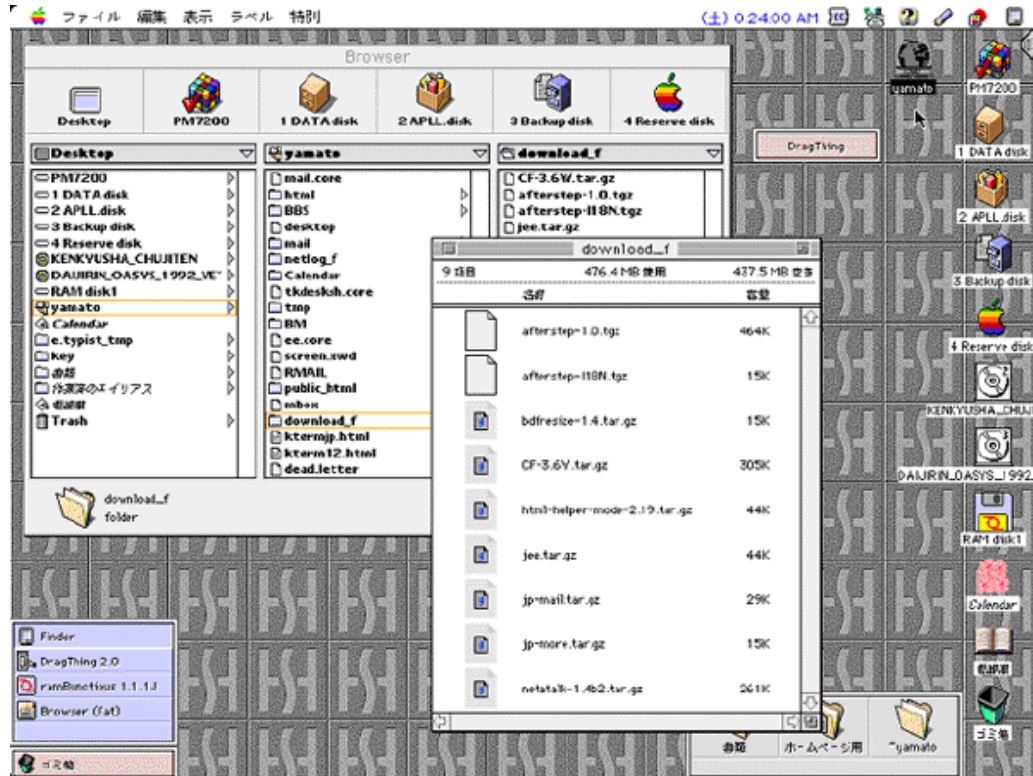 ファイル 編集 表示 ラベル 特別
(土) 0:24:00 AM
Browser
Desktop
PM7200
1 DATA disk
2 APLL.disk
3 Backup disk
4 Reserve disk
Desktop
PM7200
1 DATA disk
2 APLL.disk
3 Backup disk
4 Reserve disk
KENKYUSHA_CHUJITEN
DAIJIRIN_OASYS_1992_VE
RAM disk1
yamato
Calendar
e.typist_tmp
Key
書類
のエイリアス
Trash
yamato
mail.core
html
BBS
desktop
mail
netlog_f
Calendar
tkdesksh.core
tmp
BM
ee.core
screen.xwd
RMAIL
public_html
mbox
download_f
ktermjp.html
kterm12.html
dead.letter
download_f
CF-3.6W.tar.gz
afterstep-1.0.tgz
afterstep-I18N.tgz
jee.tar.gz
download_f
folder
download_f
9 項目
476.4 MB 使用
437.5 MB 空き
名前
容量
afterstep-1.0.tgz 464K
afterstep-I18N.tgz 15K
bdfresize-1.4.tar.gz 15K
CF-3.6W.tar.gz 305K
html-helper-mode-2.19.tar.gz 44K
jee.tar.gz 44K
jp-mail.tar.gz 29K
jp-more.tar.gz 15K
netatalk-1.4b2.tar.gz 261K
yamato
DragThing
PM7200
1 DATA disk
2 APLL.disk
3 Backup disk
4 Reserve disk
KENKYUSHA_CHUJ
DAIJIRIN_OASYS_1992
RAM disk1
Calendar
ゴミ箱
Finder
DragThing 2.0
ramBunctious 1.1.1J
Browser (fat)
ゴミ箱
書類
ホームページ用
~yamato